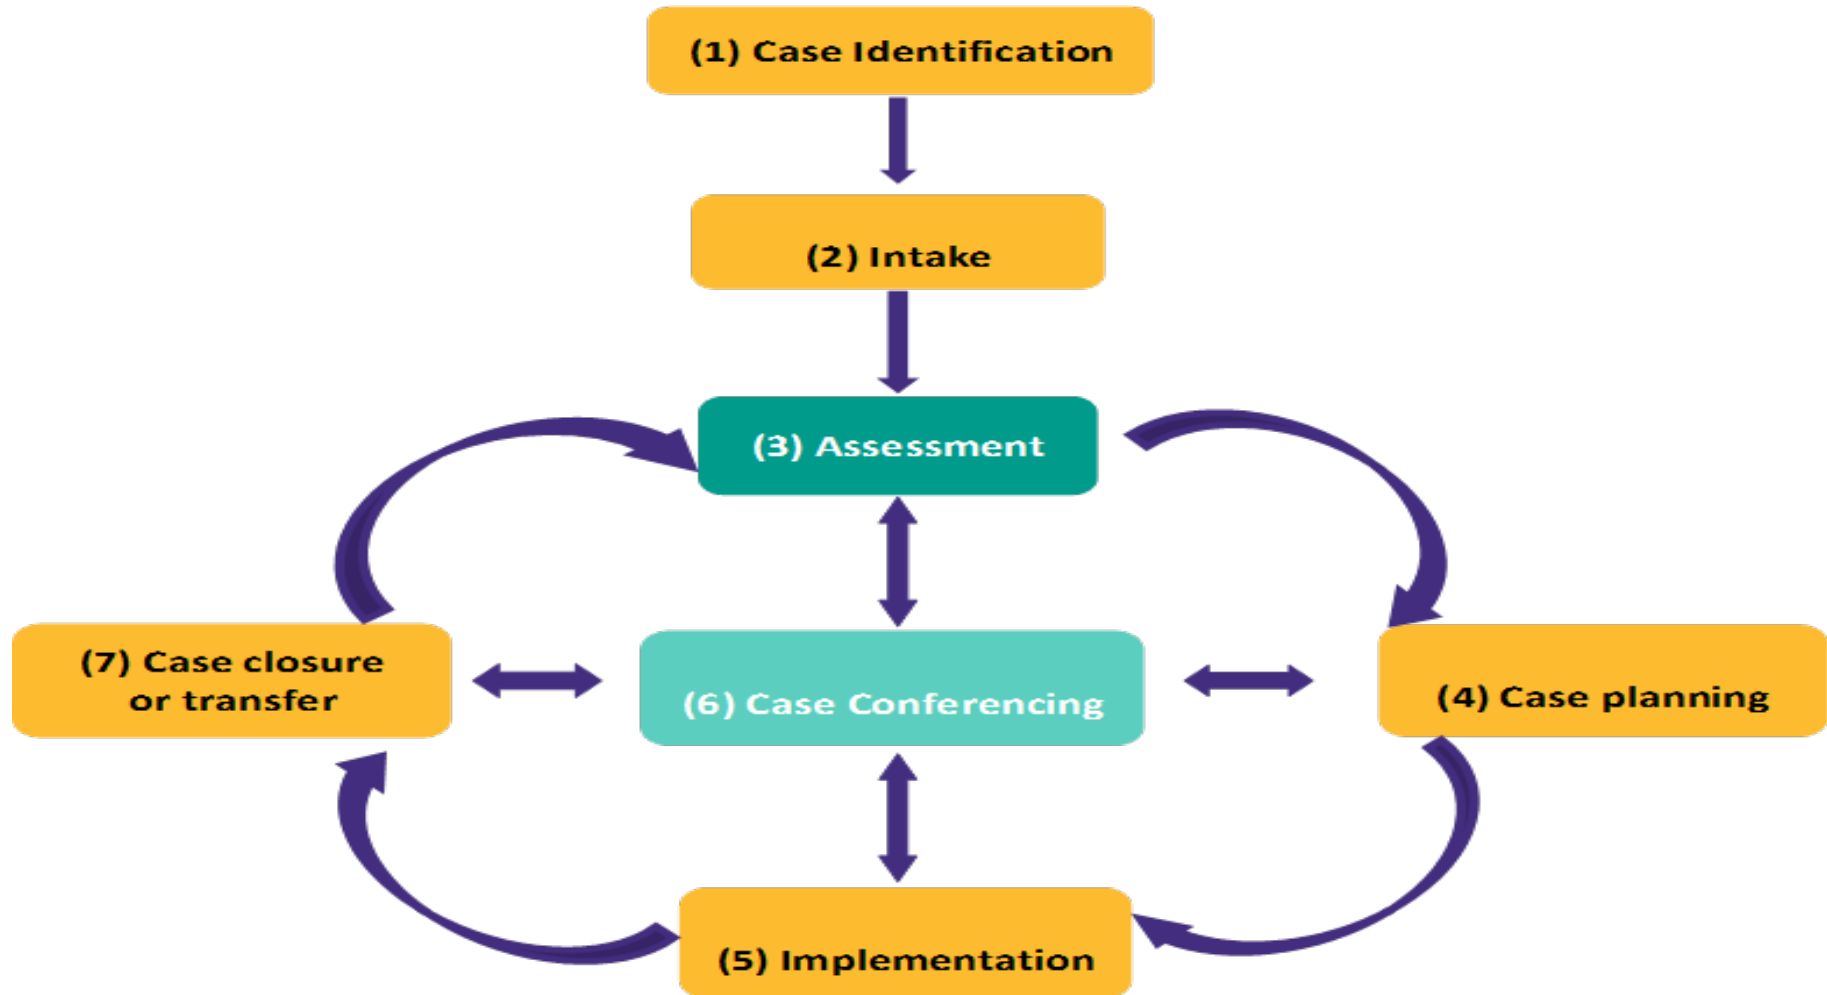 (1) Case Identification
(2) Intake
(3) Assessment
(7) Case closure
or transfer
(6) Case Conferencing
(4) Case planning
(5) Implementation